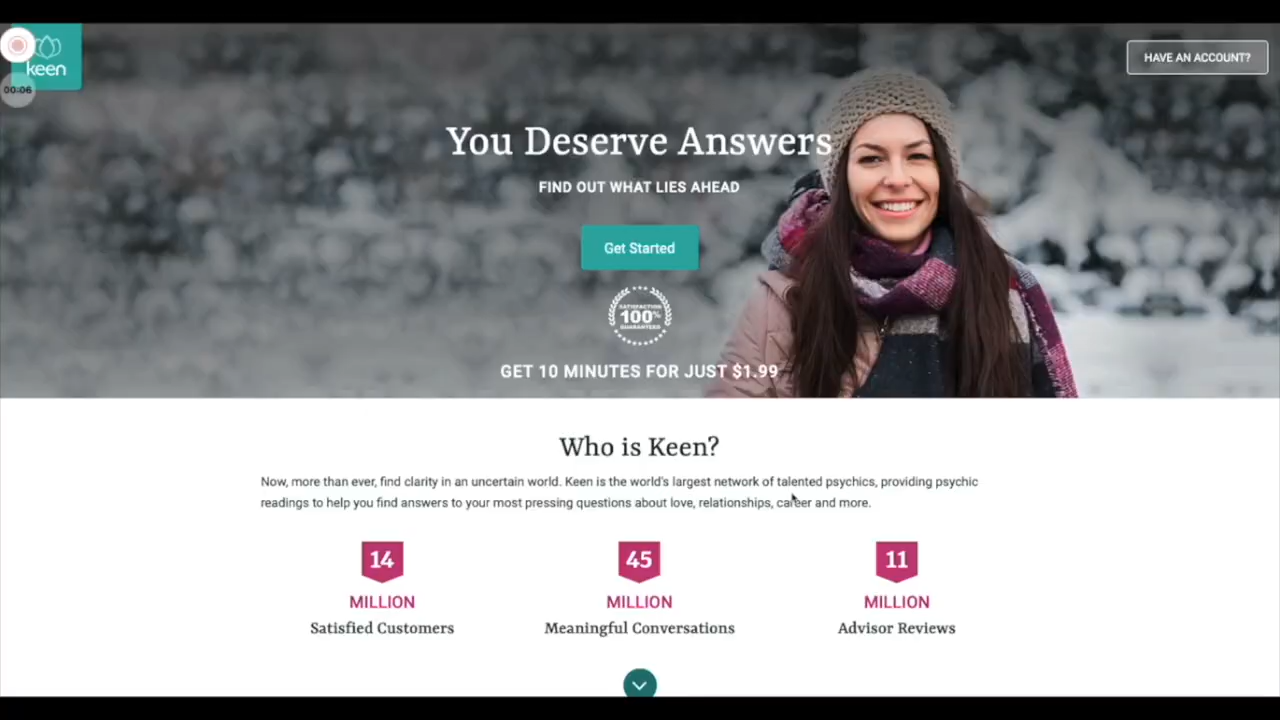 keen
00:06
HAVE AN ACCOUNT?
You Deserve Answers
FIND OUT WHAT LIES AHEAD
Get Started
SATISFACTION
100%
GUARANTEED
GET 10 MINUTES FOR JUST $1.99
Who is Keen?
Now, more than ever, find clarity in an uncertain world. Keen is the world's largest network of talented psychics, providing psychic
readings to help you find answers to your most pressing questions about love, relationships, career and more.
14
MILLION
Satisfied Customers
45
MILLION
Meaningful Conversations
11
MILLION
Advisor Reviews